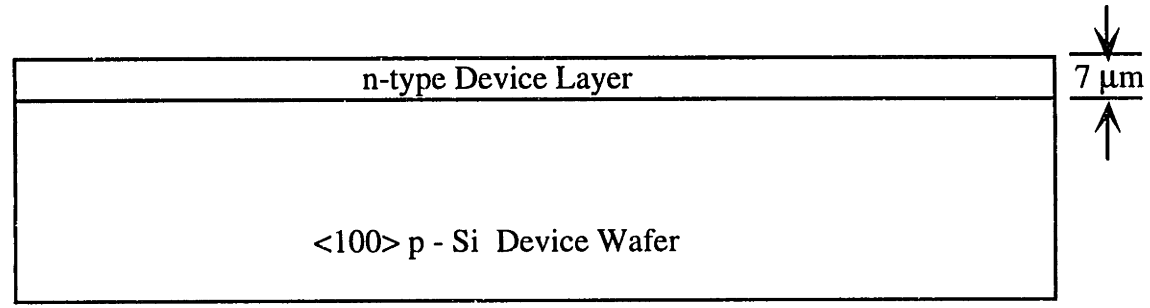 n-type Device Layer
7 µm
<100> p - Si Device Wafer